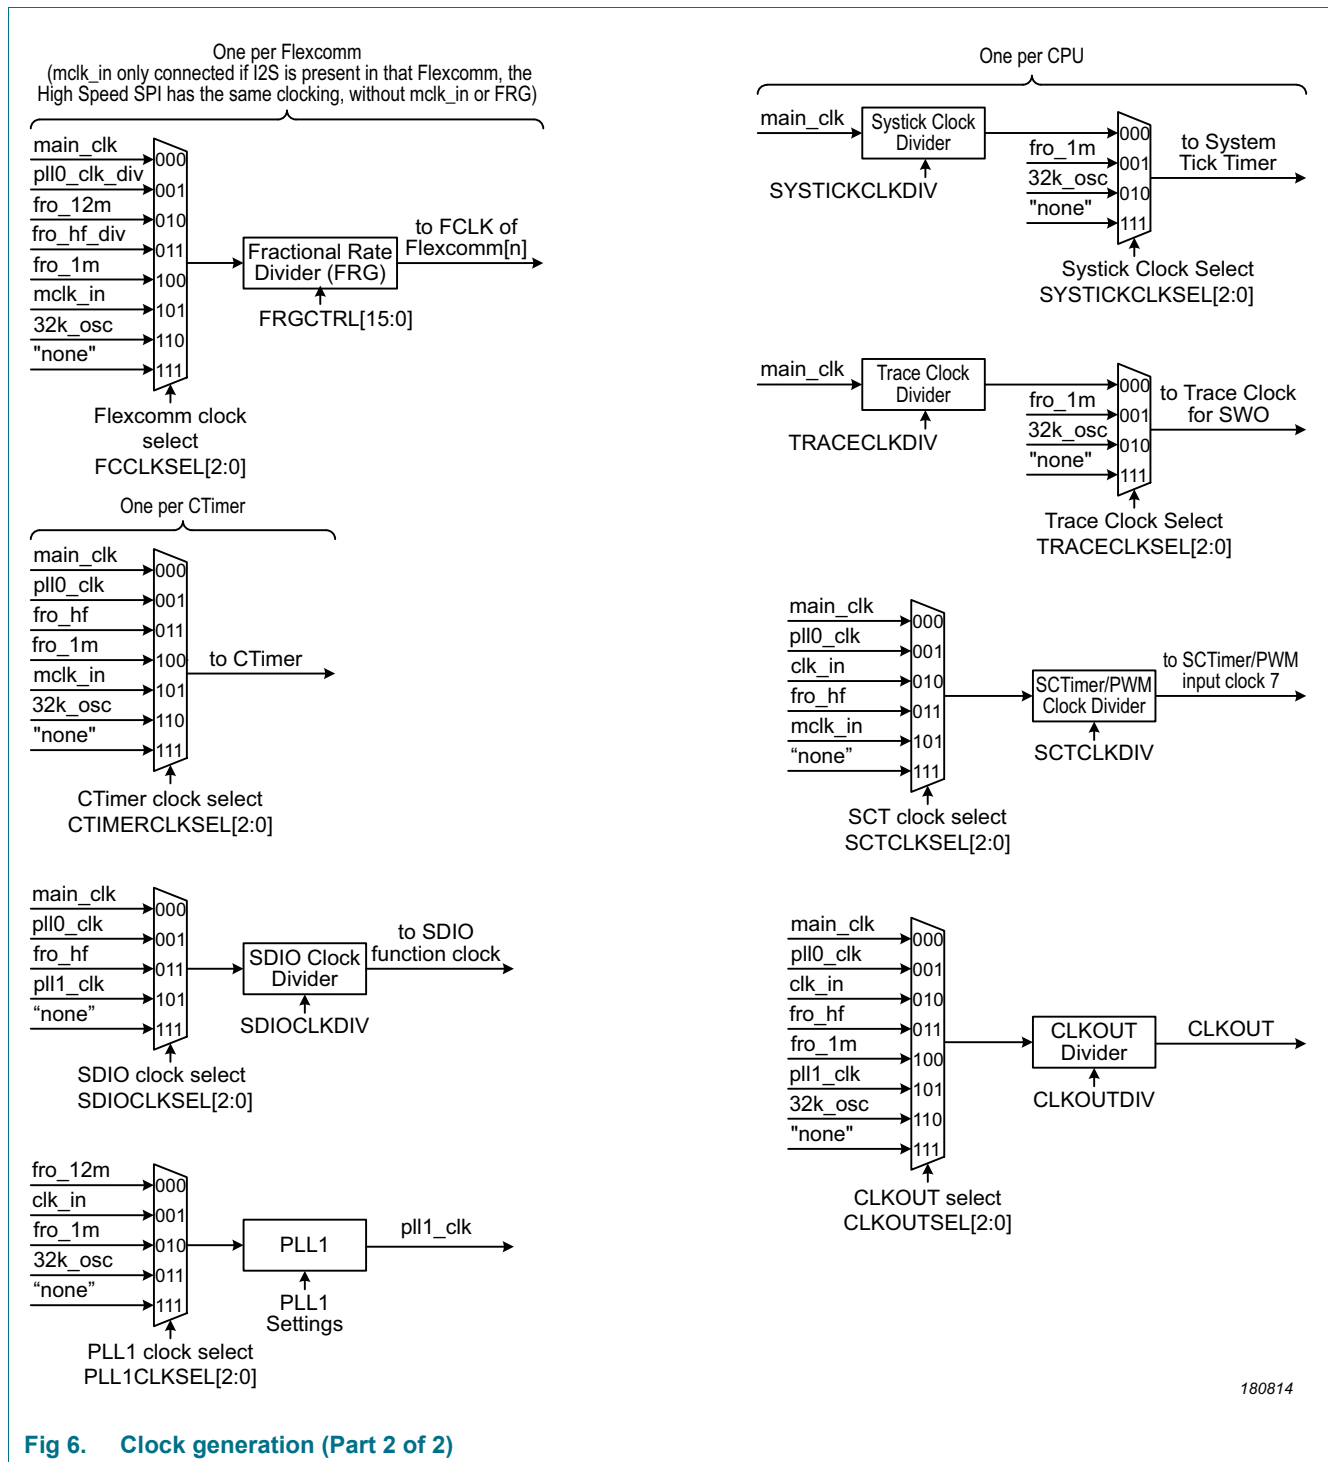 One per Flexcomm
(mclk_in only connected if I2S is present in that Flexcomm, the
High Speed SPI has the same clocking, without mclk_in or FRG)
main_clk
000
pll0_clk_div
001
fro_12m
010
fro_hf_div
011
fro_1m
100
mclk_in
101
32k_osc
110
"none"
111
Fractional Rate
Divider (FRG)
to FCLK of
Flexcomm[n]
FRGCTRL[15:0]
Flexcomm clock
select
FCCLKSEL[2:0]
One per CTimer
main_clk
000
pll0_clk
001
fro_hf
011
fro_1m
100
mclk_in
101
32k_osc
110
"none"
111
to CTimer
CTimer clock select
CTIMERCLKSEL[2:0]
main_clk
000
pll0_clk
001
fro_hf
011
pll1_clk
101
“none”
111
SDIO Clock
Divider
to SDIO
function clock
SDIOCLKDIV
SDIO clock select
SDIOCLKSEL[2:0]
fro_12m
000
clk_in
001
fro_1m
010
32k_osc
011
“none”
111
PLL1
pll1_clk
PLL1
Settings
PLL1 clock select
PLL1CLKSEL[2:0]
One per CPU
main_clk
Systick Clock
Divider
SYSTICKCLKDIV
000
fro_1m
001
32k_osc
010
"none"
111
to System
Tick Timer
Systick Clock Select
SYSTICKCLKSEL[2:0]
main_clk
Trace Clock
Divider
TRACECLKDIV
000
fro_1m
001
32k_osc
010
"none"
111
to Trace Clock
for SWO
Trace Clock Select
TRACECLKSEL[2:0]
main_clk
000
pll0_clk
001
clk_in
010
fro_hf
011
mclk_in
101
“none”
111
SCTimer/PWM
Clock Divider
to SCTimer/PWM
input clock 7
SCTCLKDIV
SCT clock select
SCTCLKSEL[2:0]
main_clk
000
pll0_clk
001
clk_in
010
fro_hf
011
fro_1m
100
pll1_clk
101
32k_osc
110
"none"
111
CLKOUT
Divider
CLKOUT
CLKOUTDIV
CLKOUT select
CLKOUTSEL[2:0]
180814
Fig 6. Clock generation (Part 2 of 2)